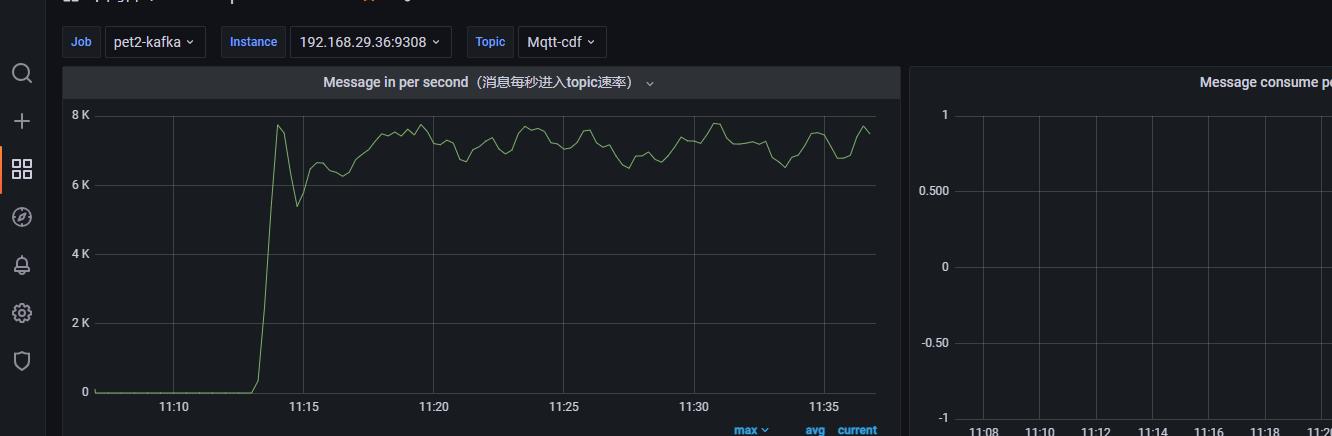 Job pet2-kafka Instance 192.168.29.36:9308 Topic Mqtt-cdf
Message in per second（消息每秒进入topic速率）
8 K
6 K
4 K
2 K
0
11:10 11:15 11:20 11:25 11:30 11:35
max avg current
Message consume pe
1
0.500
0
-0.50
-1
11:08 11:10 11:12 11:14 11:16 11:18 11:20